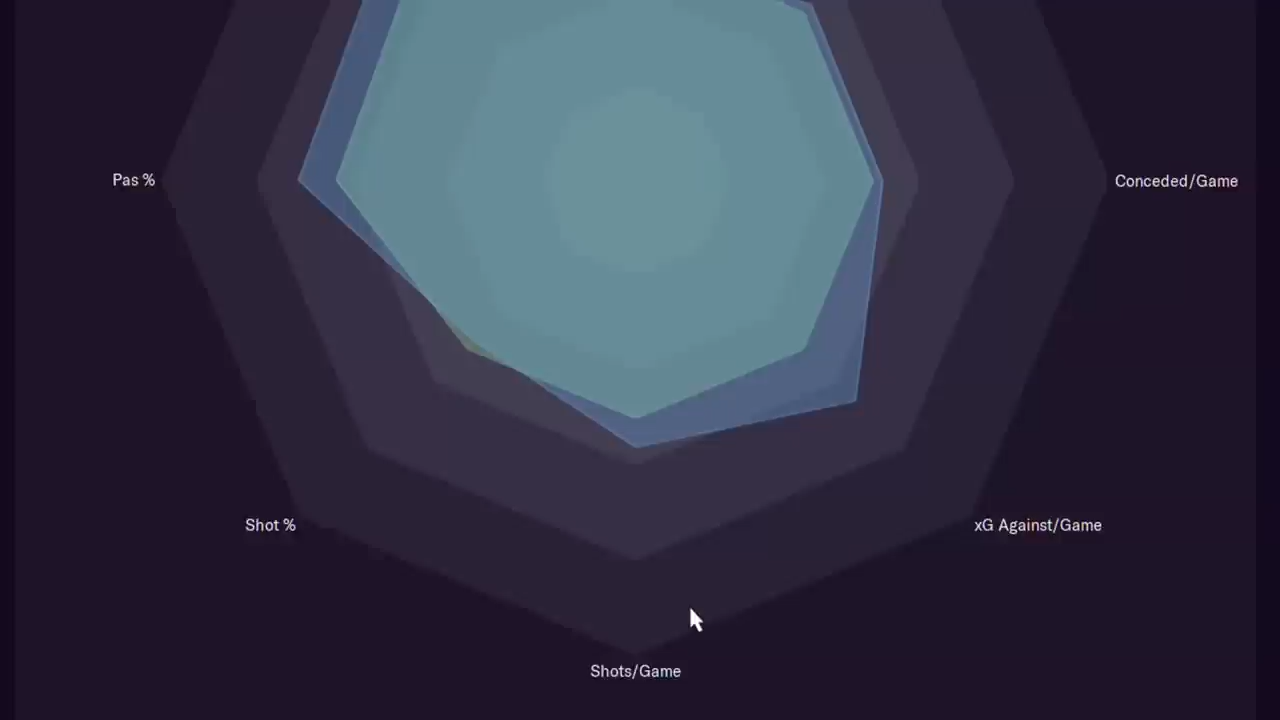 Pas %
Conceded/Game
Shot %
xG Against/Game
Shots/Game